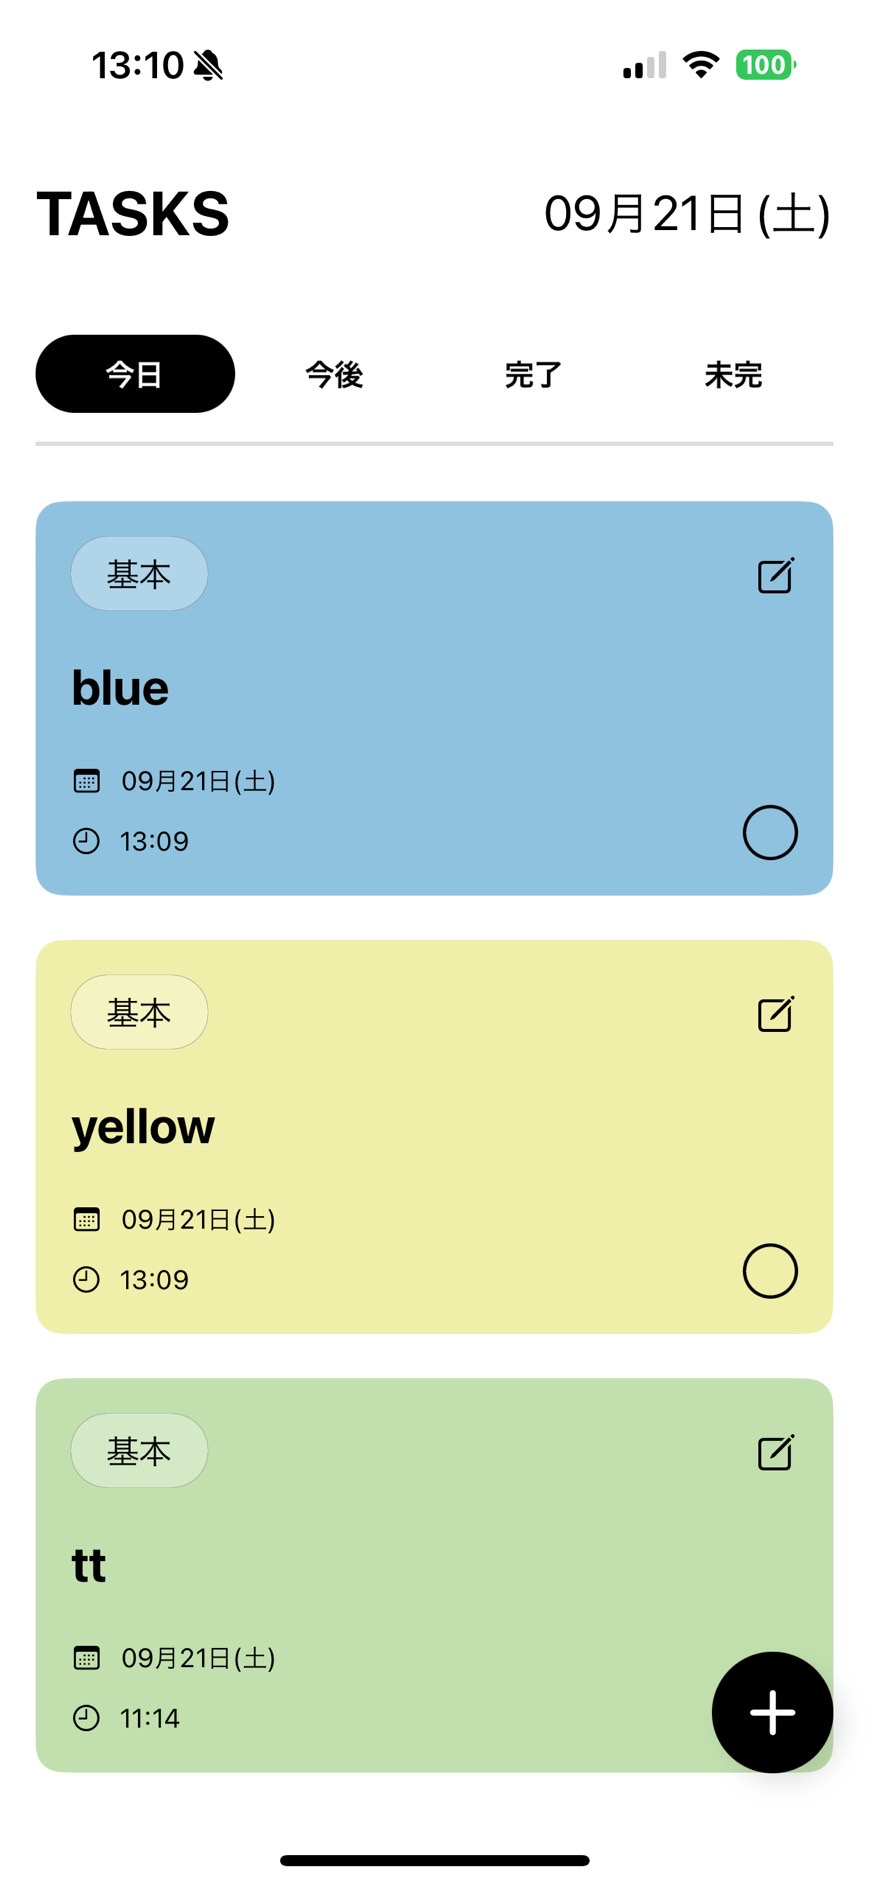 13:10
100
TASKS
09月21日(土)
今日 今後 完了 未完
基本
blue
09月21日(土)
13:09
基本
yellow
09月21日(土)
13:09
基本
tt
09月21日(土)
11:14